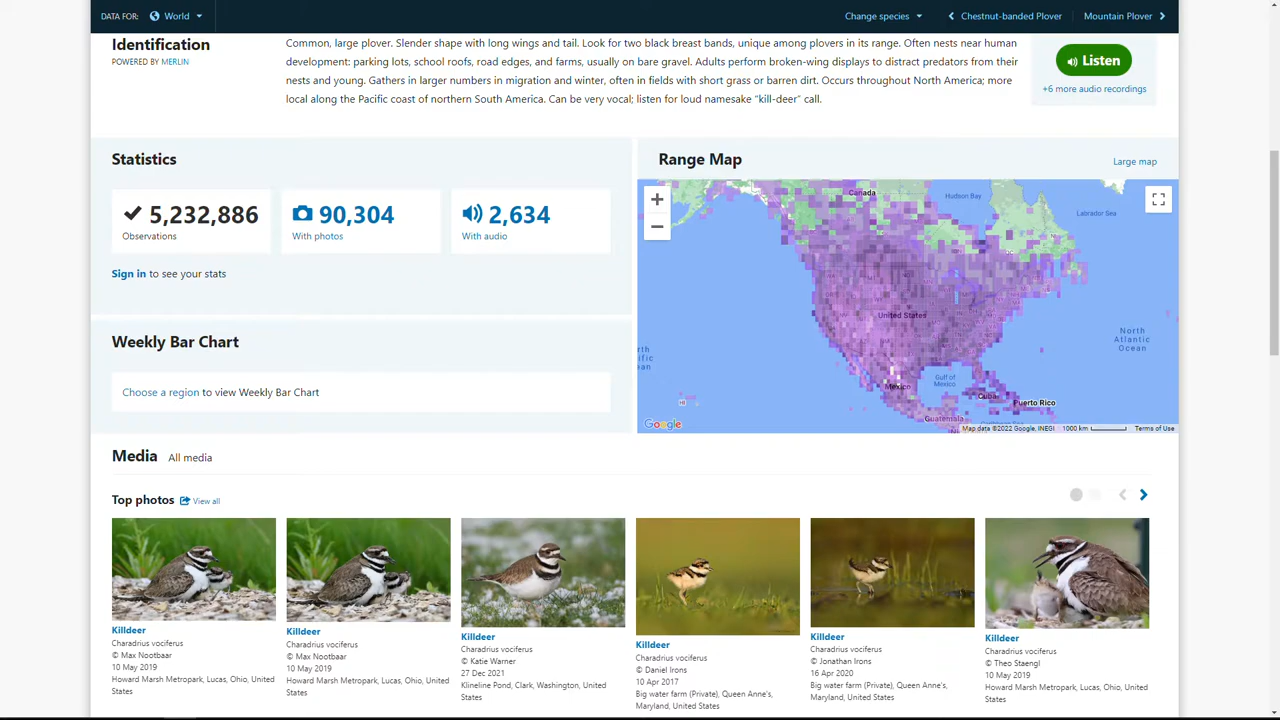 DATA FOR: World
Change species
Chestnut-banded Plover
Mountain Plover
Identification
POWERED BY MERLIN
Common, large plover. Slender shape with long wings and tail. Look for two black breast bands, unique among plovers in its range. Often nests near human
development: parking lots, school roofs, road edges, and farms, usually on bare gravel. Adults perform broken-wing displays to distract predators from their
nests and young. Gathers in larger numbers in migration and winter, often in fields with short grass or barren dirt. Occurs throughout North America; more
local along the Pacific coast of northern South America. Can be very vocal; listen for loud namesake “kill-deer” call.
Listen
+6 more audio recordings
Statistics
5,232,886
Observations
90,304
With photos
2,634
With audio
Sign in to see your stats
Weekly Bar Chart
Choose a region to view Weekly Bar Chart
Range Map
Large map
+
−
Canada
Hudson Bay
Labrador Sea
United States
North
Atlantic
Ocean
Gulf of
Mexico
Mexico
Cuba
Puerto Rico
Guatemala
HI
Google
Map data ©2022 Google, INEGI
1000 km
Terms of Use
Media
All media
Top photos
View all
Killdeer
Charadrius vociferus
© Max Nootbaar
10 May 2019
Howard Marsh Metropark, Lucas, Ohio, United
States
Killdeer
Charadrius vociferus
© Max Nootbaar
10 May 2019
Howard Marsh Metropark, Lucas, Ohio, United
States
Killdeer
Charadrius vociferus
© Katie Warner
27 Dec 2021
Klineline Pond, Clark, Washington, United
States
Killdeer
Charadrius vociferus
© Daniel Irons
10 Apr 2017
Big water farm (Private), Queen Anne's,
Maryland, United States
Killdeer
Charadrius vociferus
© Jonathan Irons
16 Apr 2020
Big water farm (Private), Queen Anne's,
Maryland, United States
Killdeer
Charadrius vociferus
© Theo Staengl
10 May 2019
Howard Marsh Metropark, Lucas, Ohio, United
States